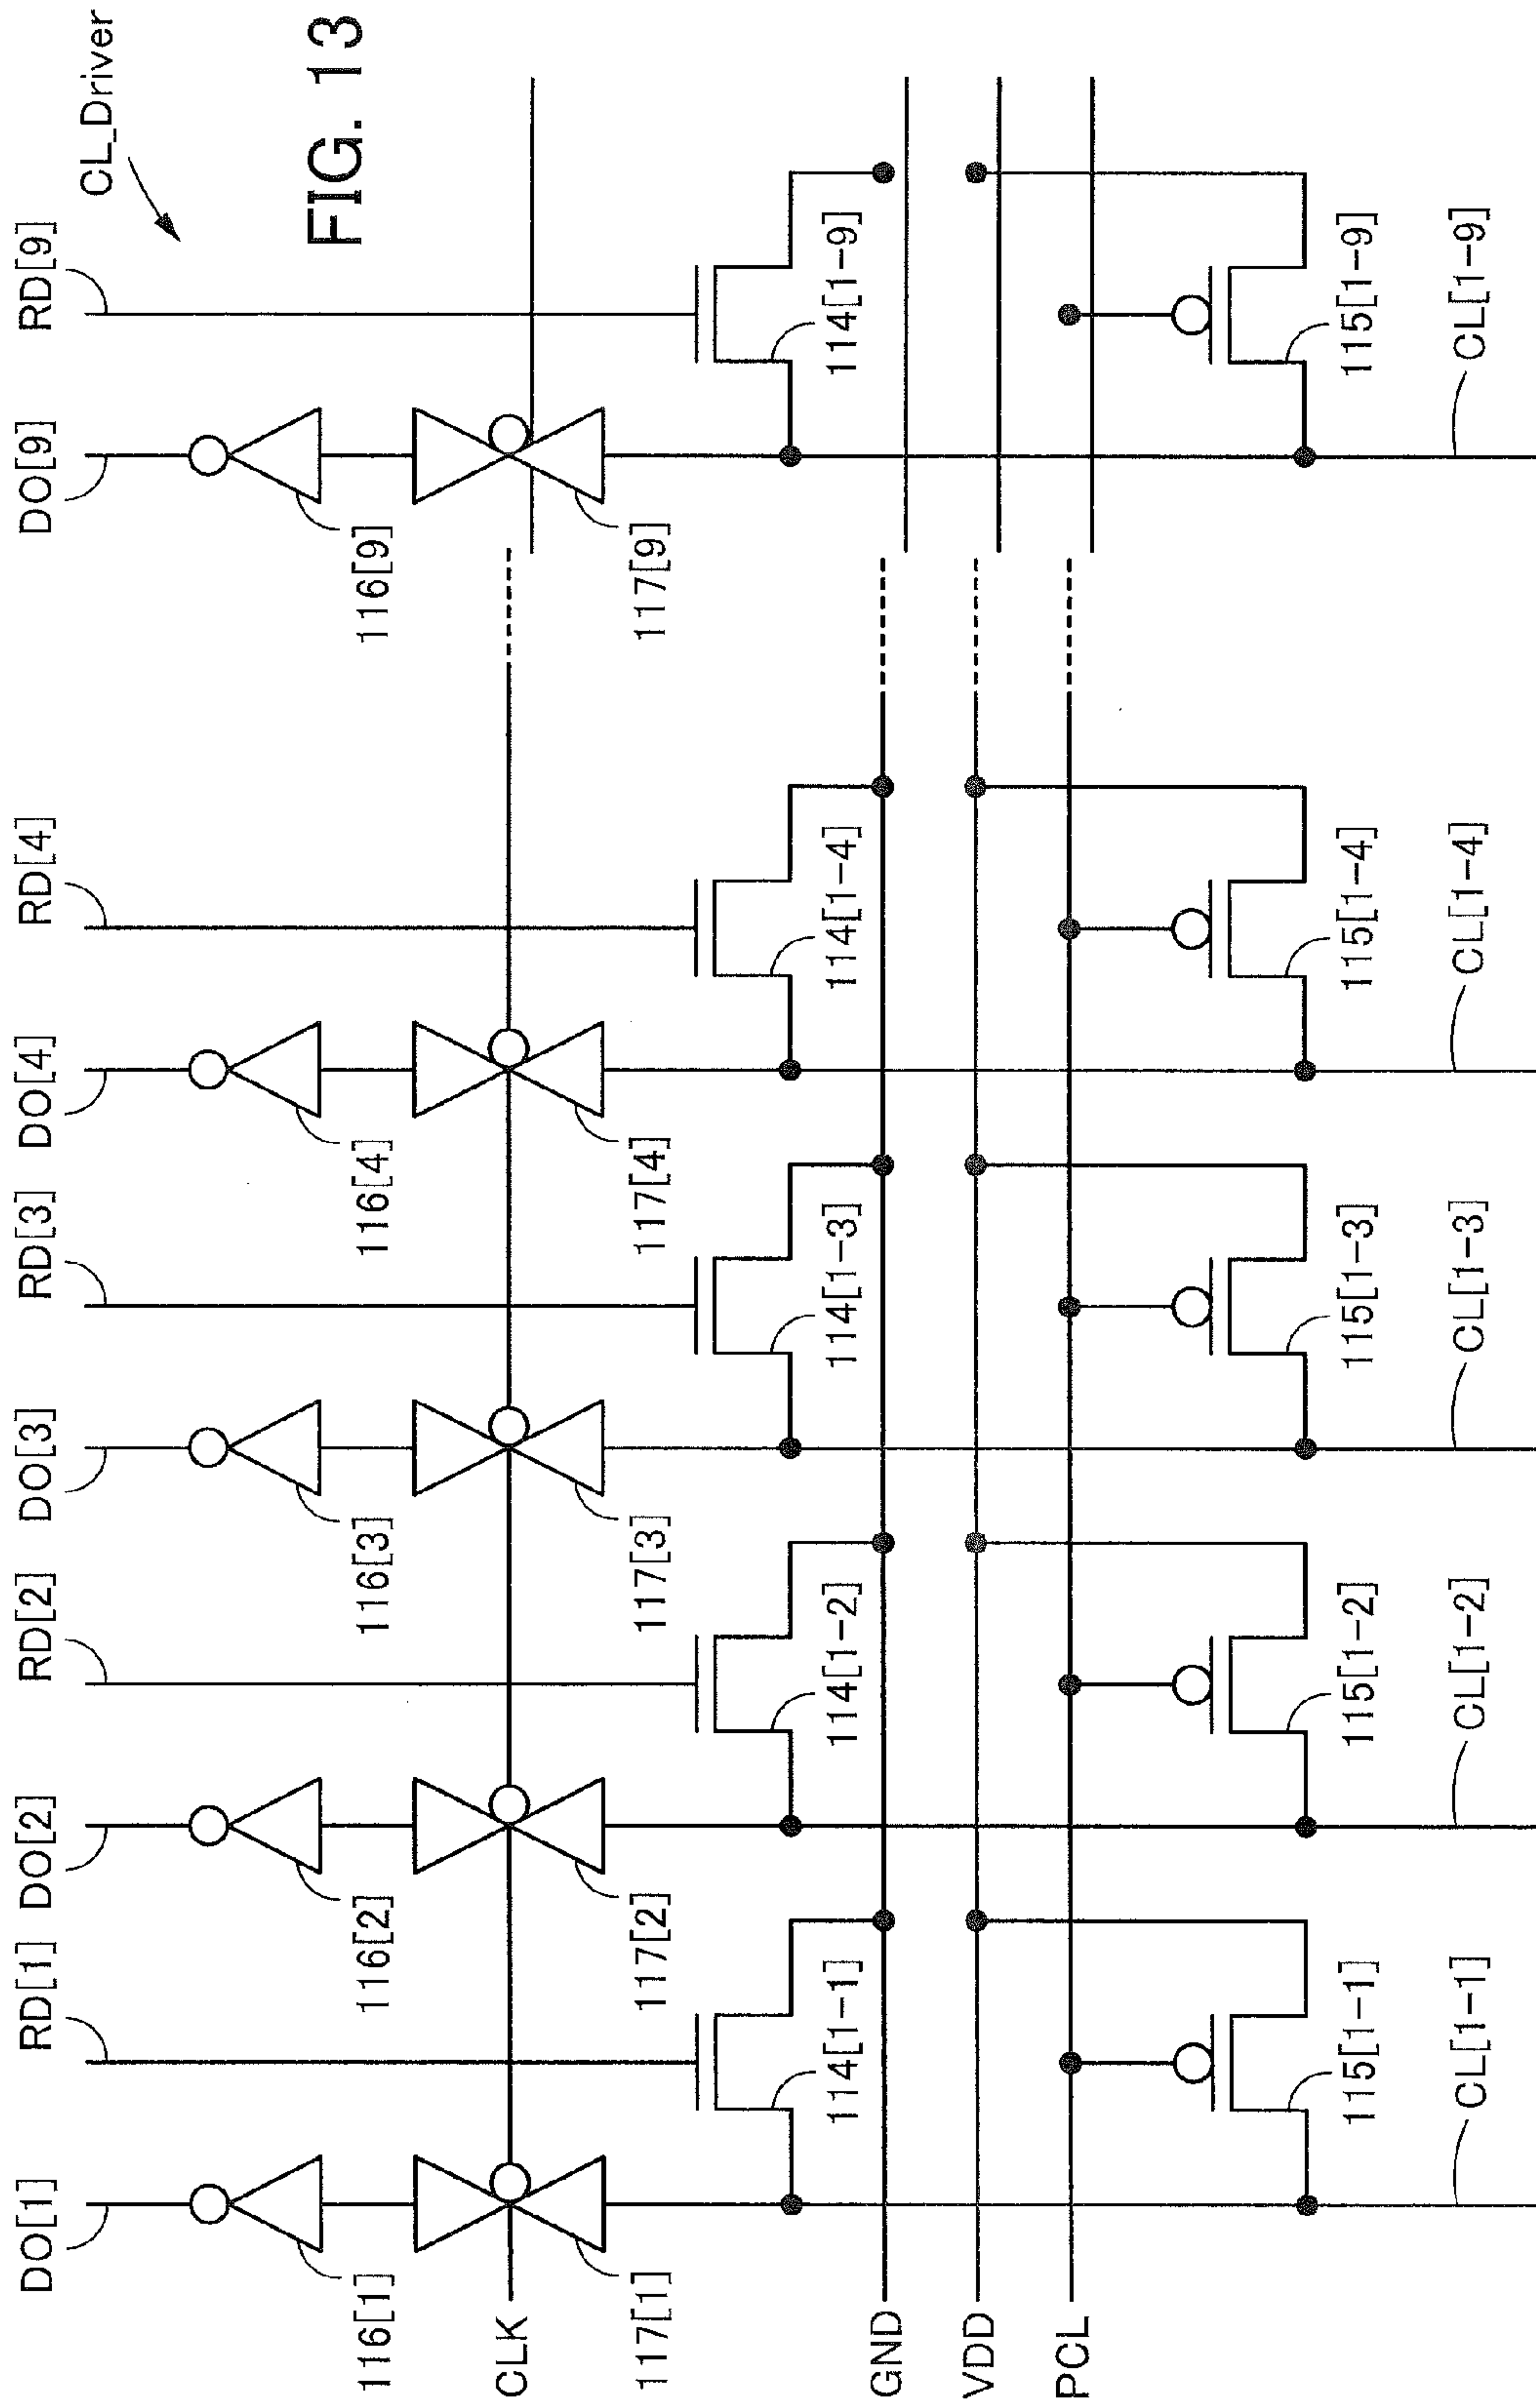 FIG. 13
CL_Driver
DO[1] RD[1] DO[2] RD[2] DO[3] RD[3] DO[4] RD[4] DO[9] RD[9]
116[1] 116[2] 116[3] 116[4] 116[9]
CLK
117[1] 117[2] 117[3] 117[4] 117[9]
114[1-1] 114[1-2] 114[1-3] 114[1-4] 114[1-9]
GND
VDD
PCL
115[1-1] 115[1-2] 115[1-3] 115[1-4] 115[1-9]
CL[1-1] CL[1-2] CL[1-3] CL[1-4] CL[1-9]